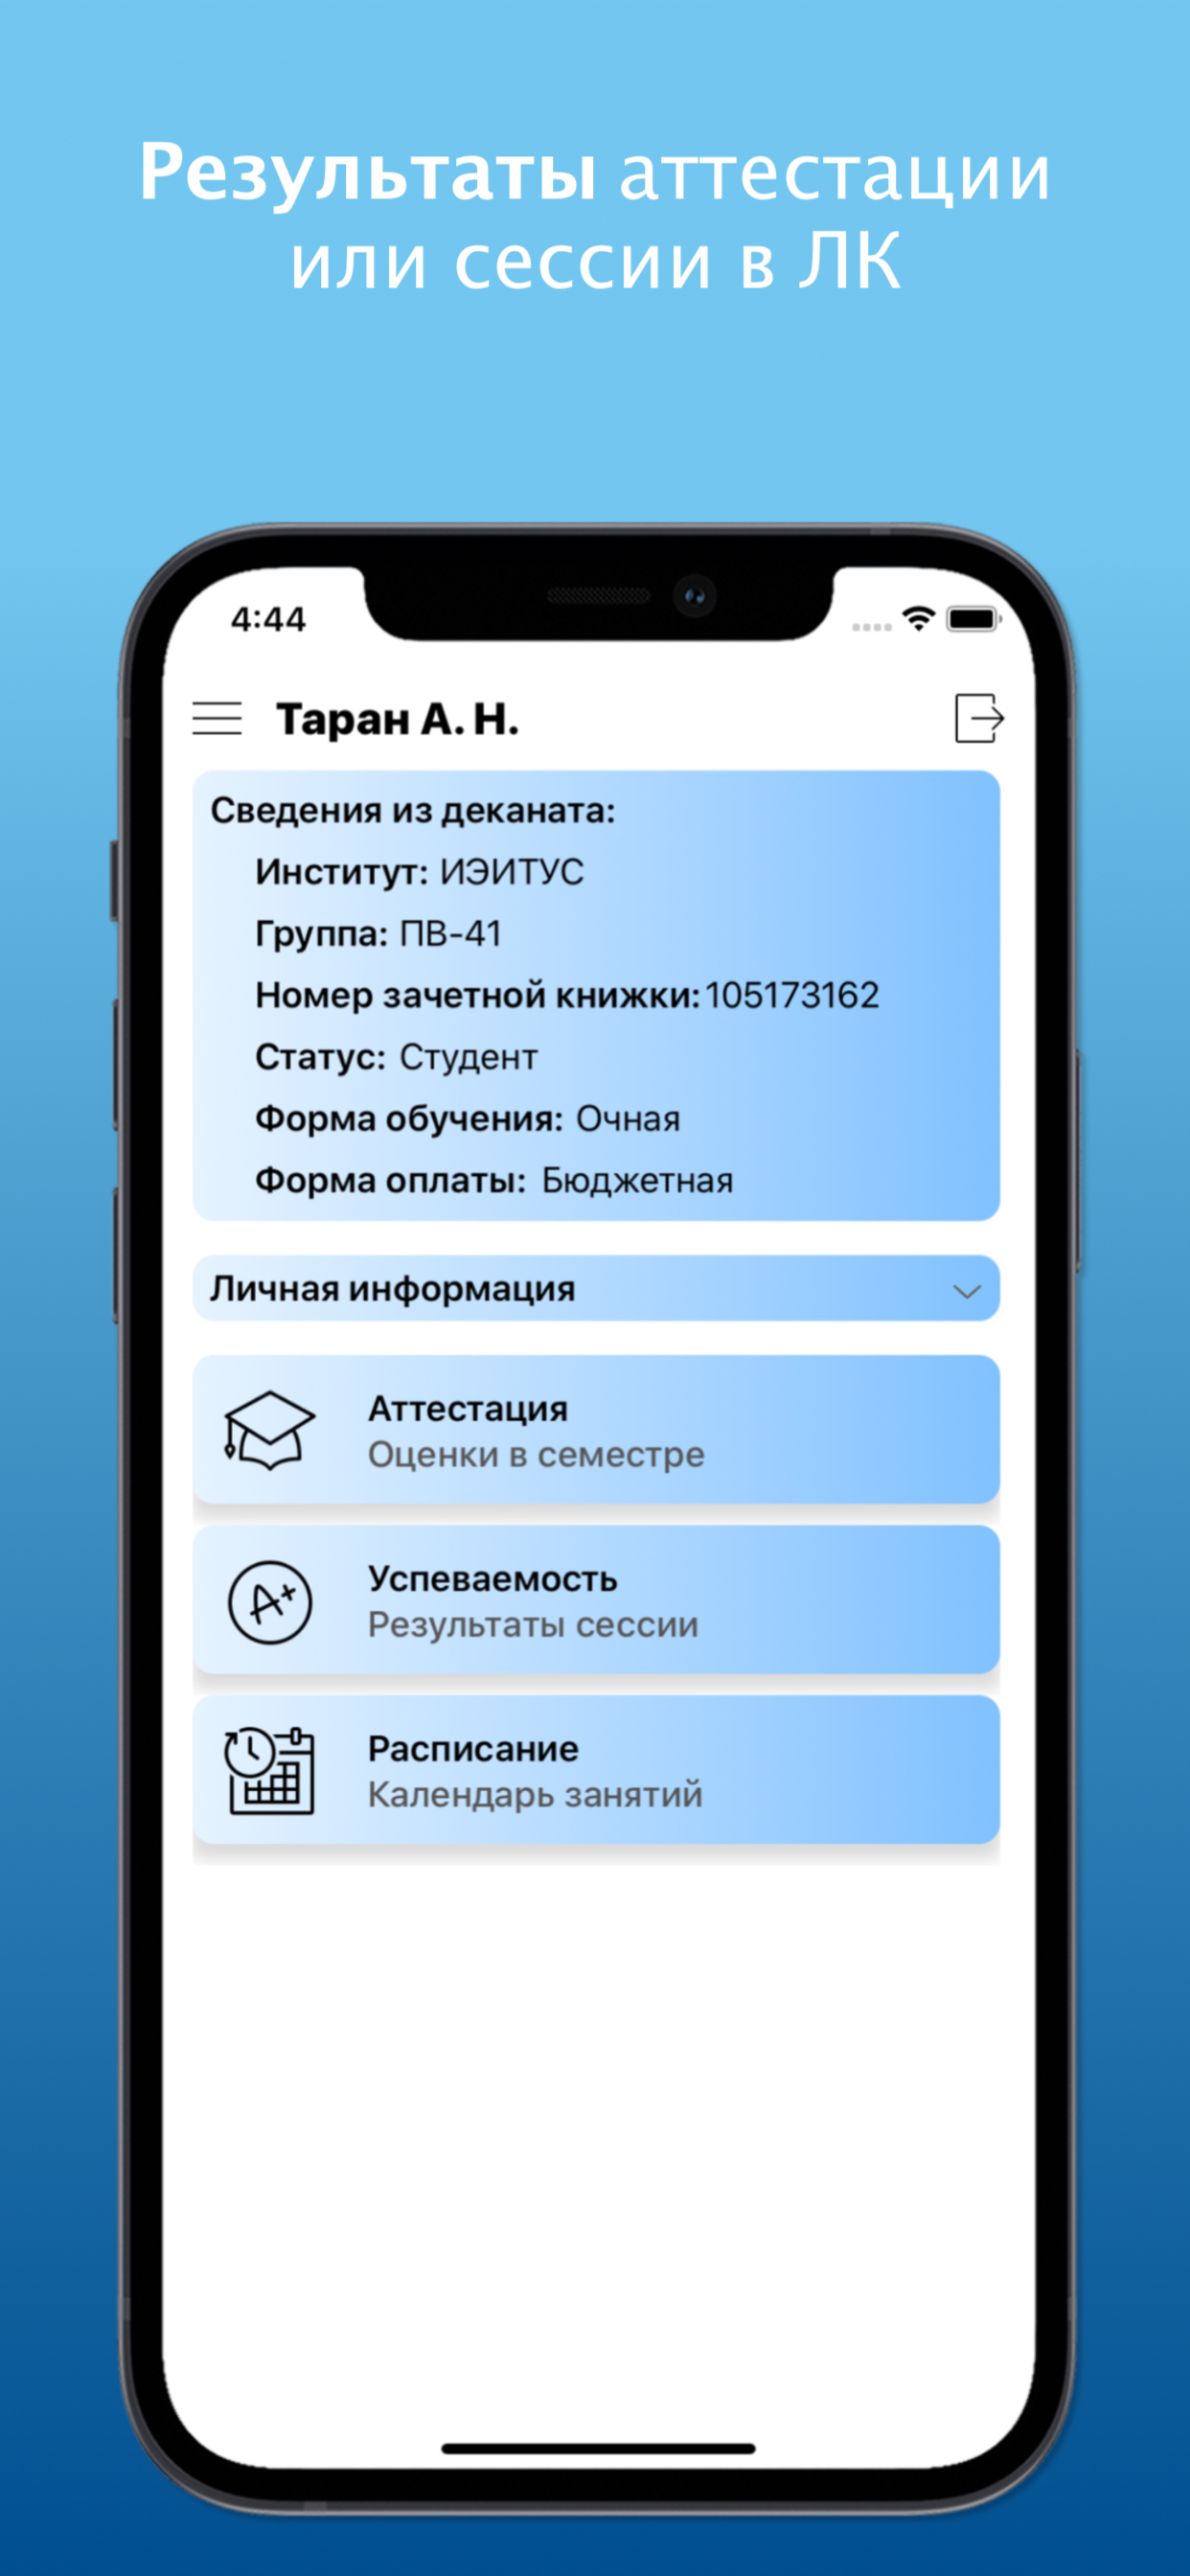 Результаты аттестации
или сессии в ЛК
4:44
Таран А. Н.
Сведения из деканата:
Институт: ИЭИТУС
Группа: ПВ-41
Номер зачетной книжки: 105173162
Статус: Студент
Форма обучения: Очная
Форма оплаты: Бюджетная
Личная информация
Аттестация
Оценки в семестре
A+
Успеваемость
Результаты сессии
Расписание
Календарь занятий